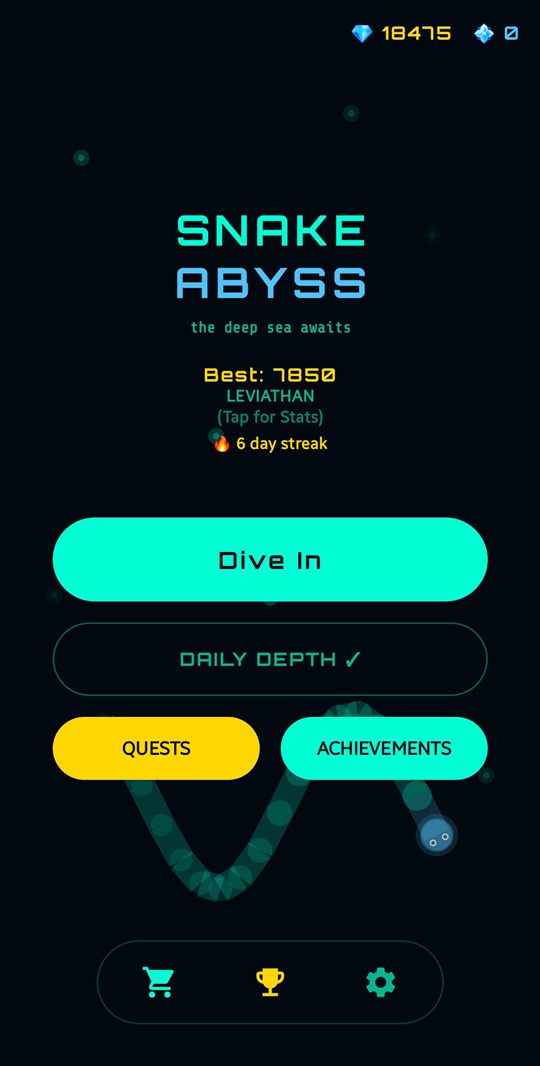 💎 18475 💠 0
SNAKE
ABYSS
the deep sea awaits
Best: 7850
LEVIATHAN
(Tap for Stats)
🔥 6 day streak
Dive In
DAILY DEPTH ✓
QUESTS
ACHIEVEMENTS